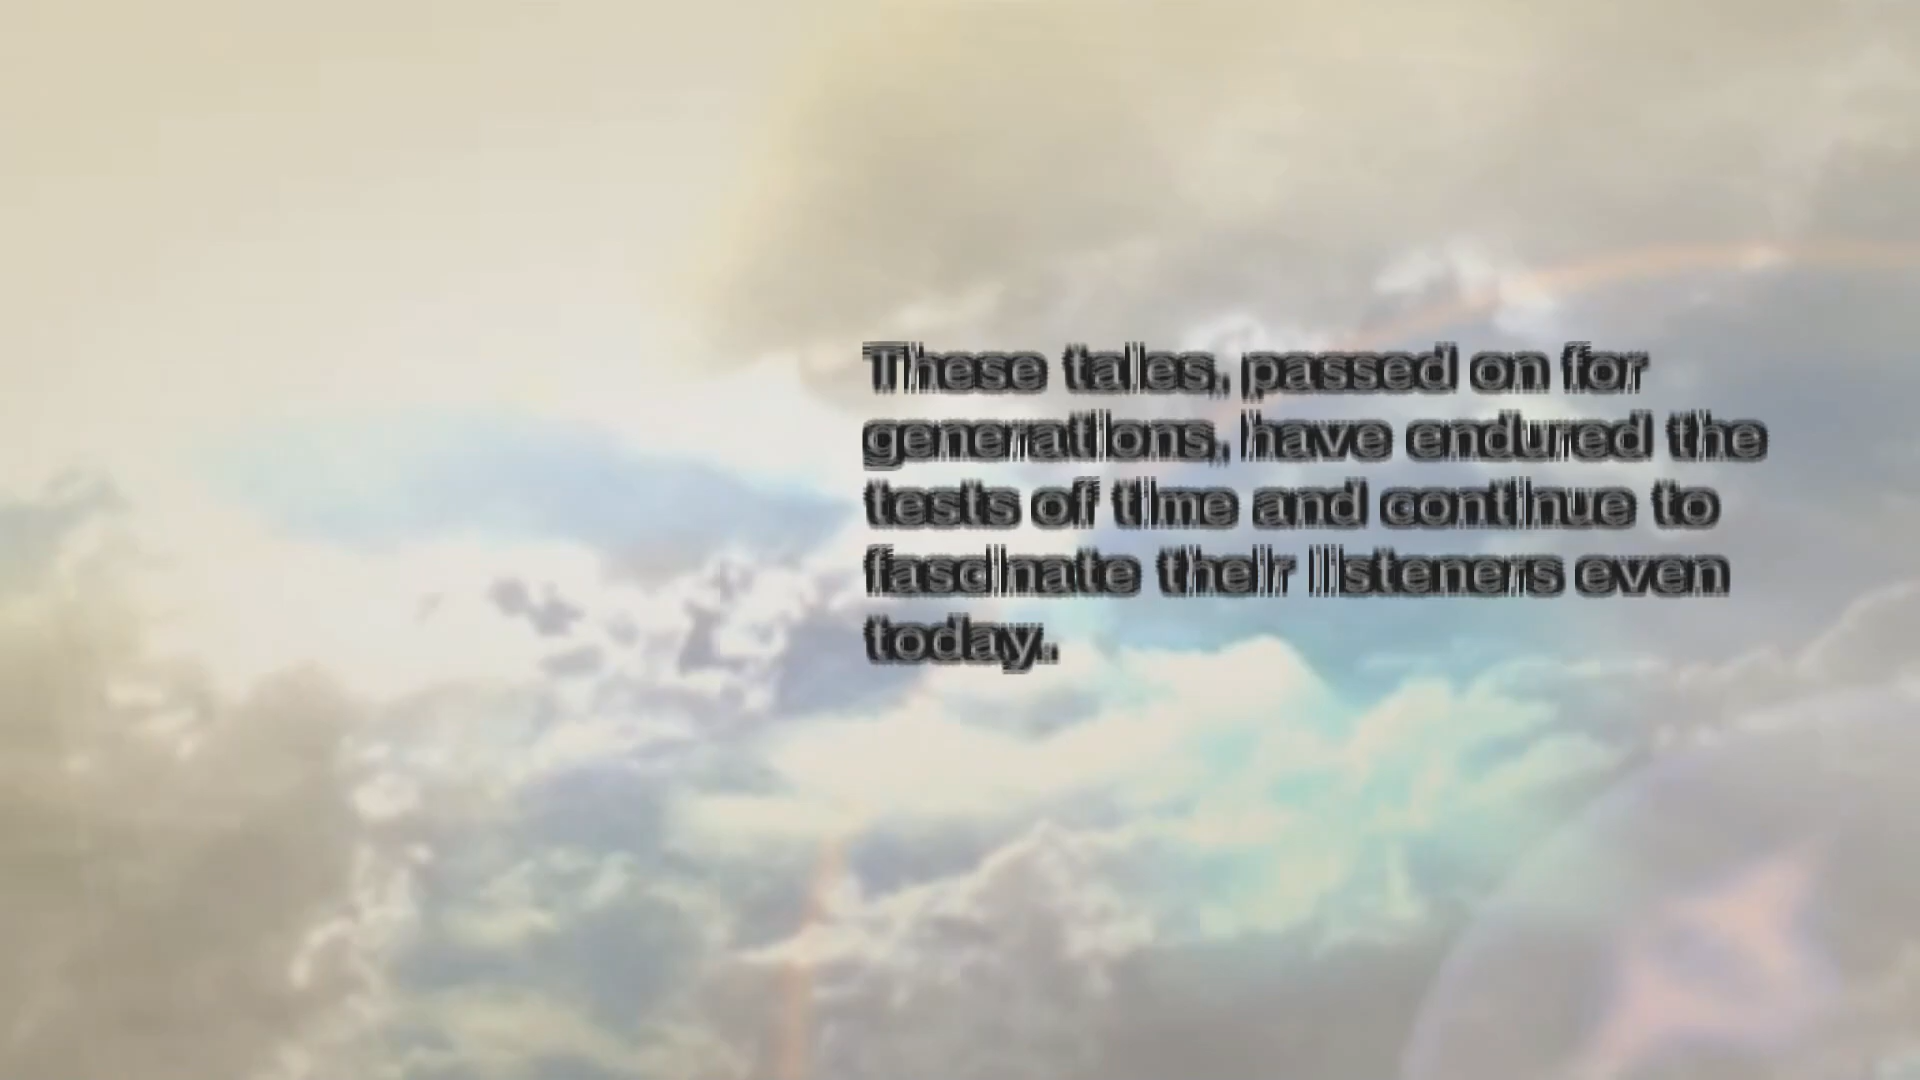 These tales, passed on for
generations, have endured the
tests of time and continue to
fascinate their listeners even
today.